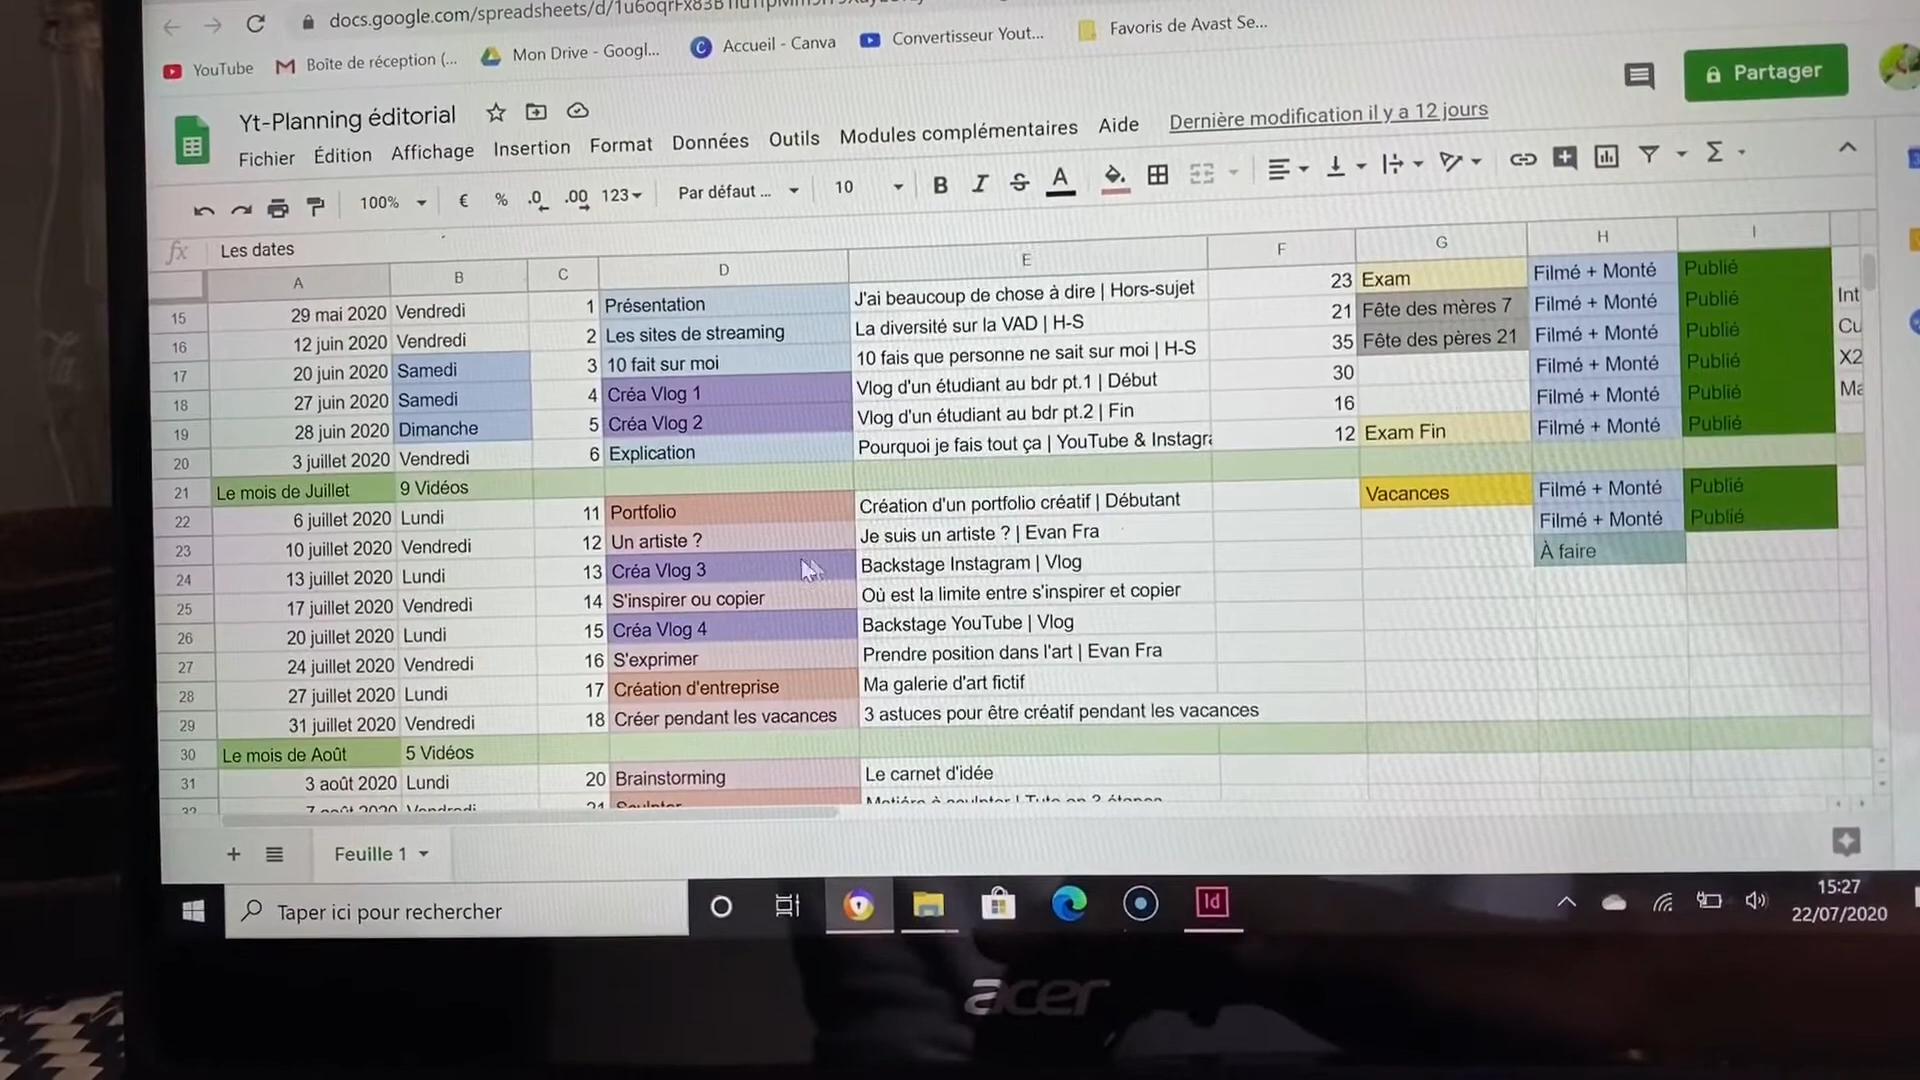 docs.google.com/spreadsheets/d/
YouTube Boîte de réception (... Mon Drive - Googl... Accueil - Canva Convertisseur Yout... Favoris de Avast Se...
Yt-Planning éditorial
Partager
Fichier Édition Affichage Insertion Format Données Outils Modules complémentaires Aide Dernière modification il y a 12 jours
100% € % .0 .00 123 Par défaut ... 10 B I S A Σ
fx Les dates
A B C D E F G H I
15 29 mai 2020 Vendredi 1 Présentation J'ai beaucoup de chose à dire | Hors-sujet 23 Exam Filmé + Monté Publié Int
16 12 juin 2020 Vendredi 2 Les sites de streaming La diversité sur la VAD | H-S 21 Fête des mères 7 Filmé + Monté Publié Cu
17 20 juin 2020 Samedi 3 10 fait sur moi 10 fais que personne ne sait sur moi | H-S 35 Fête des pères 21 Filmé + Monté Publié X2
18 27 juin 2020 Samedi 4 Créa Vlog 1 Vlog d'un étudiant au bdr pt.1 | Début 30 Filmé + Monté Publié Ma
19 28 juin 2020 Dimanche 5 Créa Vlog 2 Vlog d'un étudiant au bdr pt.2 | Fin 16 Filmé + Monté Publié
20 3 juillet 2020 Vendredi 6 Explication Pourquoi je fais tout ça | YouTube & Instagra 12 Exam Fin Filmé + Monté Publié
21 Le mois de Juillet 9 Vidéos
22 6 juillet 2020 Lundi 11 Portfolio Création d'un portfolio créatif | Débutant Vacances Filmé + Monté Publié
23 10 juillet 2020 Vendredi 12 Un artiste ? Je suis un artiste ? | Evan Fra Filmé + Monté Publié
24 13 juillet 2020 Lundi 13 Créa Vlog 3 Backstage Instagram | Vlog À faire
25 17 juillet 2020 Vendredi 14 S'inspirer ou copier Où est la limite entre s'inspirer et copier
26 20 juillet 2020 Lundi 15 Créa Vlog 4 Backstage YouTube | Vlog
27 24 juillet 2020 Vendredi 16 S'exprimer Prendre position dans l'art | Evan Fra
28 27 juillet 2020 Lundi 17 Création d'entreprise Ma galerie d'art fictif
29 31 juillet 2020 Vendredi 18 Créer pendant les vacances 3 astuces pour être créatif pendant les vacances
30 Le mois de Août 5 Vidéos
31 3 août 2020 Lundi 20 Brainstorming Le carnet d'idée
32 7 août 2020 Vendredi 21
Feuille 1
Taper ici pour rechercher
Id
15:27
22/07/2020
acer